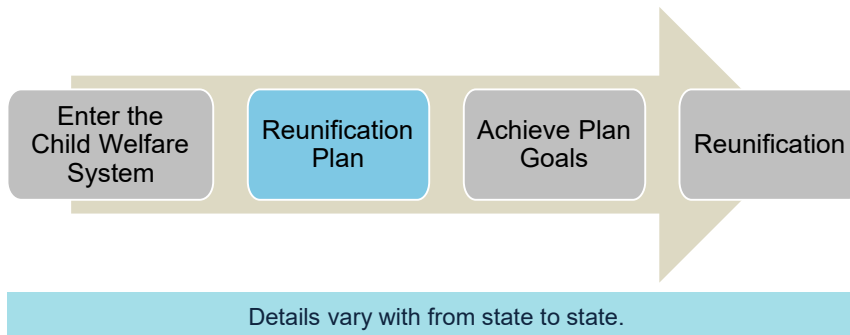 Enter the
Child Welfare
System
Reunification
Plan
Achieve Plan
Goals
Reunification
Details vary with from state to state.